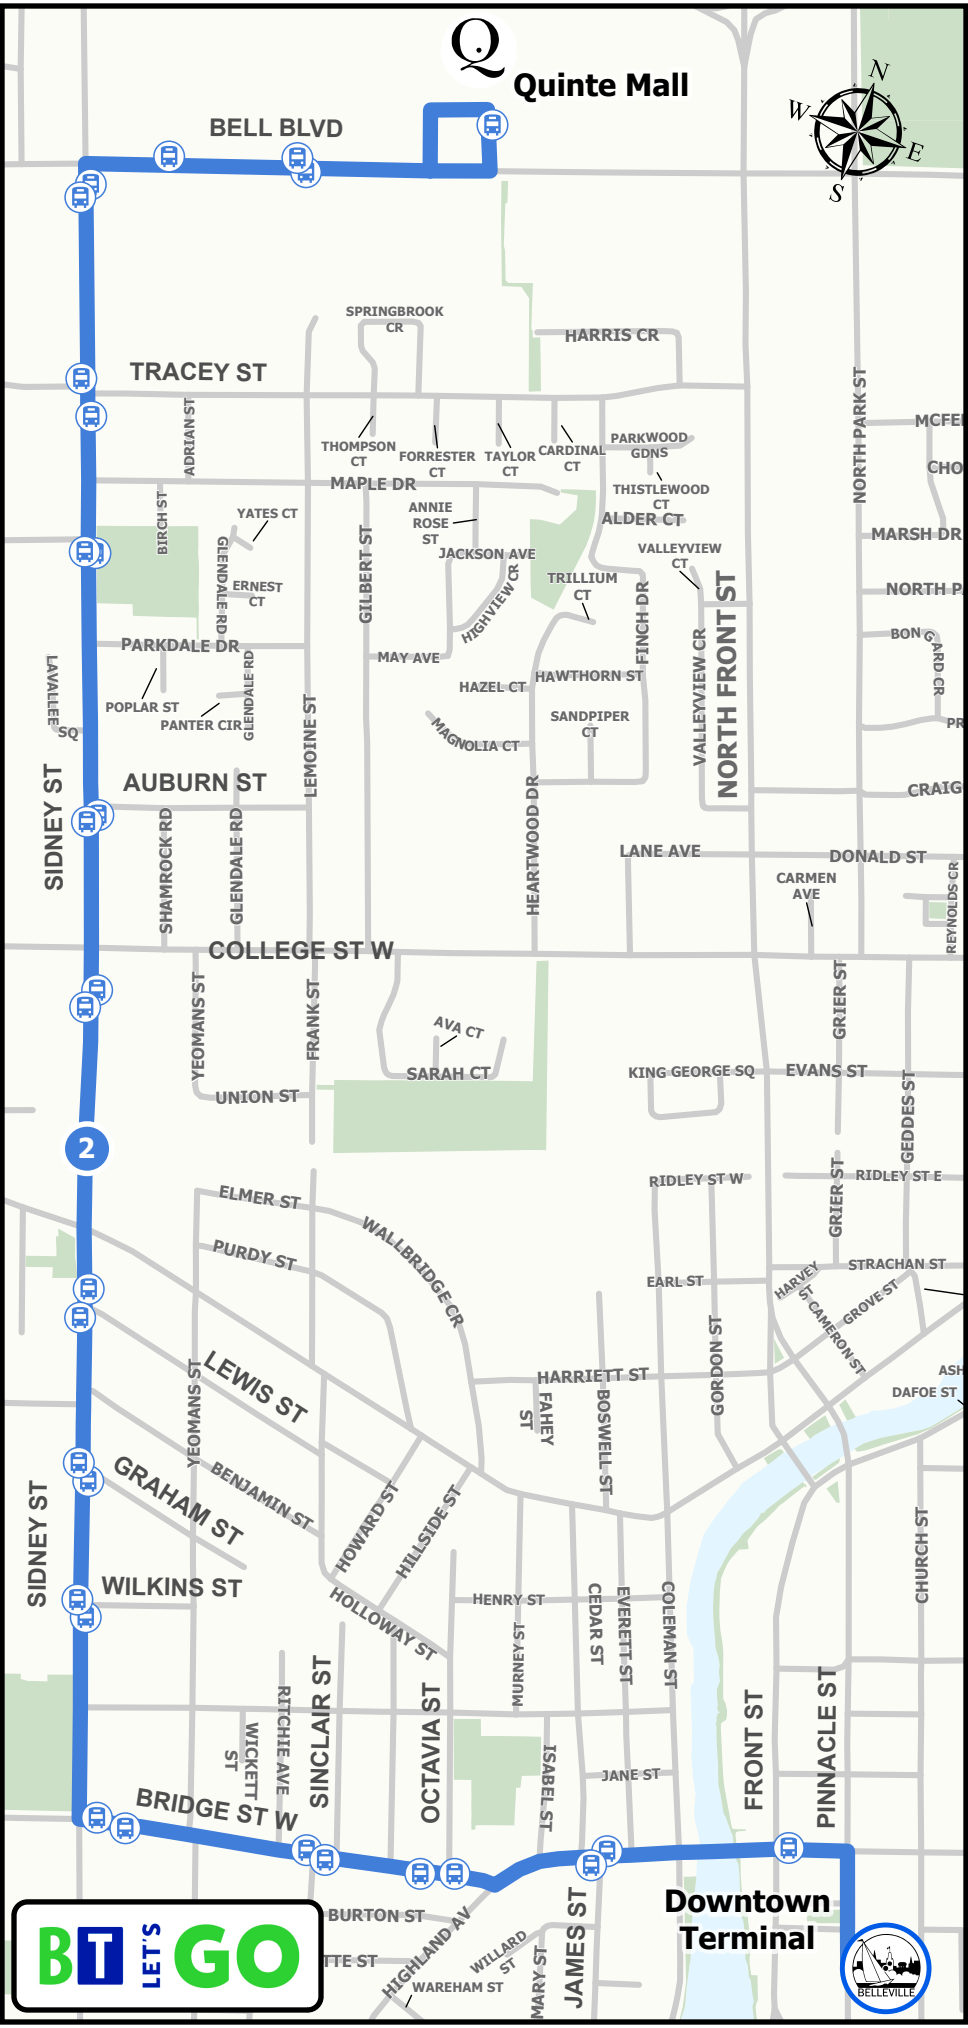 Q
Quinte Mall
N
W
E
S
BELL BLVD
SPRINGBROOK
CR
HARRIS CR
TRACEY ST
NORTH PARK ST
ADRIAN ST
THOMPSON
CT
FORRESTER
CT
TAYLOR
CT
CARDINAL
CT
PARKWOOD
GDNS
MCFE
CHO
MAPLE DR
THISTLEWOOD
CT
ALDER CT
BIRCH ST
YATES CT
ANNIE
ROSE
ST
GILBERT ST
JACKSON AVE
VALLEYVIEW
CT
MARSH DR
GLENDALE RD
ERNEST
CT
HIGHVIEW CR
TRILLIUM
CT
FINCH DR
NORTH P
BONGARD CR
PARKDALE DR
MAY AVE
HAWTHORN ST
HAZEL CT
VALLEYVIEW CR
NORTH FRONT ST
LAVALLEE
SQ
POPLAR ST
PANTER CIR
GLENDALE RD
LEMOINE ST
SANDPIPER
CT
MAGNOLIA CT
PR
SIDNEY ST
AUBURN ST
HEARTWOOD DR
CRAIG
SHAMROCK RD
GLENDALE RD
LANE AVE
DONALD ST
CARMEN
AVE
REYNOLDS CR
COLLEGE ST W
YEOMANS ST
FRANK ST
AVA CT
SARAH CT
GRIER ST
UNION ST
KING GEORGE SQ
EVANS ST
GEDDES ST
2
ELMER ST
RIDLEY ST W
GRIER ST
RIDLEY ST E
PURDY ST
WALLBRIDGE CR
EARL ST
HARVEY
ST
STRACHAN ST
CAMERON ST
GROVE ST
LEWIS ST
YEOMANS ST
HARRIETT ST
FAHEY
ST
BOSWELL ST
GORDON ST
ASH
DAFOE ST
SIDNEY ST
GRAHAM ST
BENJAMIN ST
HOWARD ST
HILLSIDE ST
CHURCH ST
WILKINS ST
HOLLOWAY ST
HENRY ST
MURNEY ST
CEDAR ST
EVERETT ST
COLEMAN ST
WICKETT
ST
RITCHIE AVE
SINCLAIR ST
OCTAVIA ST
ISABEL ST
JANE ST
FRONT ST
PINNACLE ST
BRIDGE ST W
Downtown
Terminal
BT LET'S GO
BURTON ST
TTE ST
HIGHLAND AV
WAREHAM ST
WILLARD
ST
MARY ST
JAMES ST
BELLEVILLE